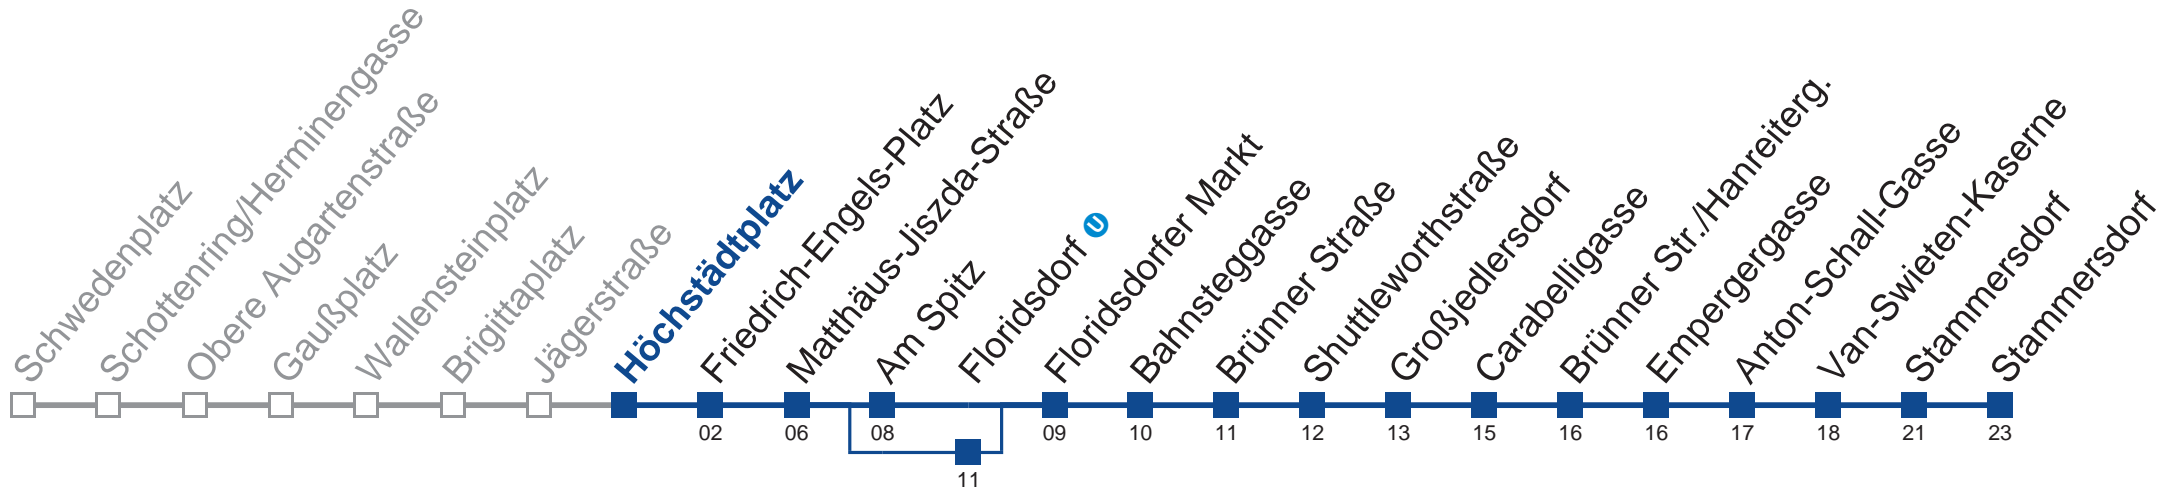 Schwedenplatz
Schottenring/Herminengasse
Obere Augartenstraße
Gaußplatz
Wallensteinplatz
Brigittaplatz
Jägerstraße
Höchstädtplatz
Friedrich-Engels-Platz
Matthäus-Jiszda-Straße
Am Spitz
Floridsdorf U
Floridsdorfer Markt
Bahnsteggasse
Brünner Straße
Shuttleworthstraße
Großjedlersdorf
Carabelligasse
Brünner Str./Hanreiterg.
Empergergasse
Anton-Schall-Gasse
Van-Swieten-Kaserne
Stammersdorf
Stammersdorf
02 06 08 09 10 11 12 13 15 16 16 17 18 21 23
11